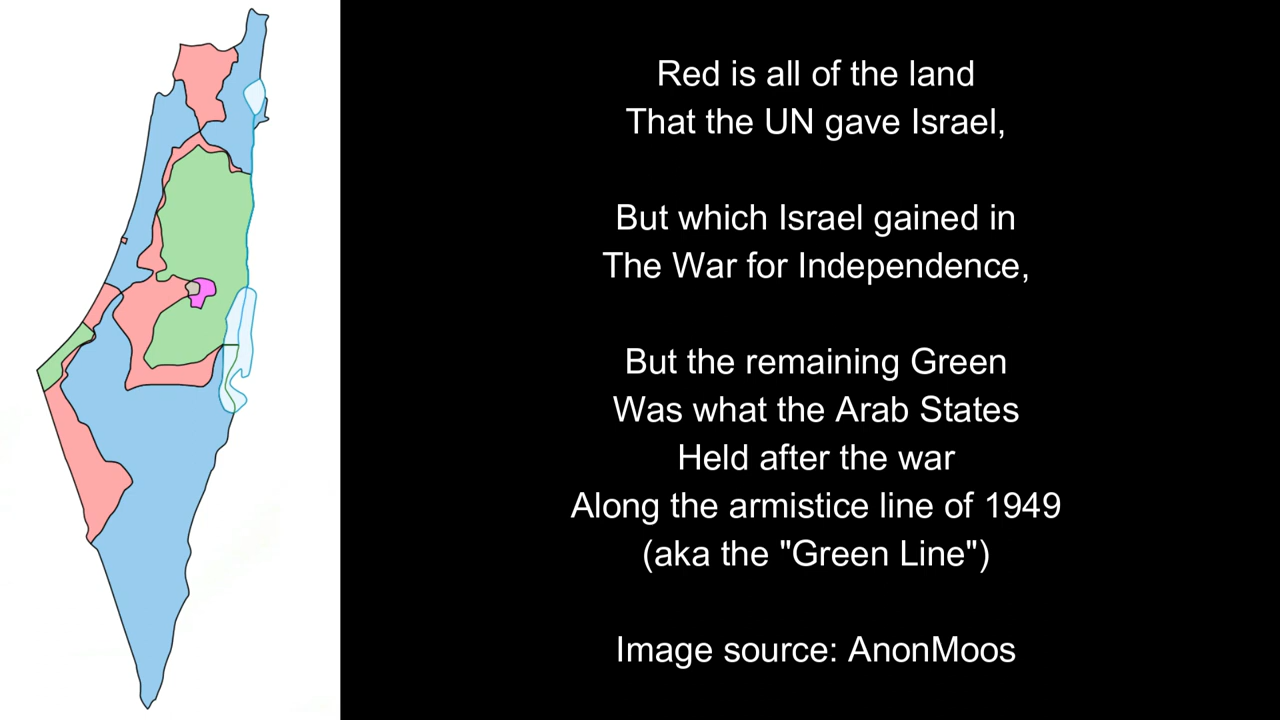 Red is all of the land
That the UN gave Israel,
But which Israel gained in
The War for Independence,
But the remaining Green
Was what the Arab States
Held after the war
Along the armistice line of 1949
(aka the "Green Line")
Image source: AnonMoos